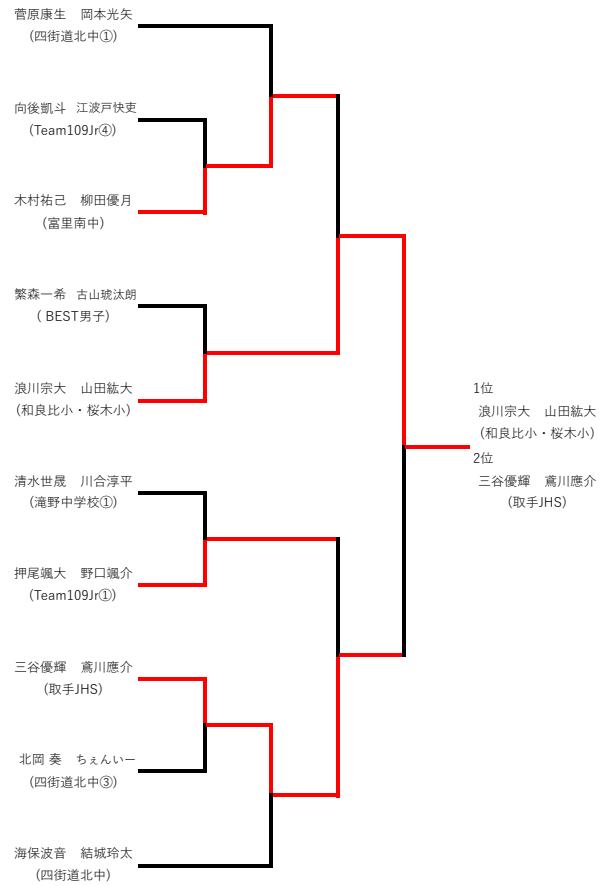 菅原康生　岡本光矢
(四街道北中①)
向後凱斗　江波戸快吏
(Team109Jr④)
木村祐己　柳田優月
(富里南中)
繁森一希　古山琥汰朗
( BEST男子)
浪川宗大　山田紘大
(和良比小・桜木小)
清水世晟　川合淳平
(滝野中学校①)
押尾颯大　野口颯介
(Team109Jr①)
三谷優輝　鳶川應介
(取手JHS)
北岡 奏　ちぇんいー
(四街道北中③)
海保波音　結城玲太
(四街道北中)
1位
浪川宗大　山田紘大
(和良比小・桜木小)
2位
三谷優輝　鳶川應介
(取手JHS)